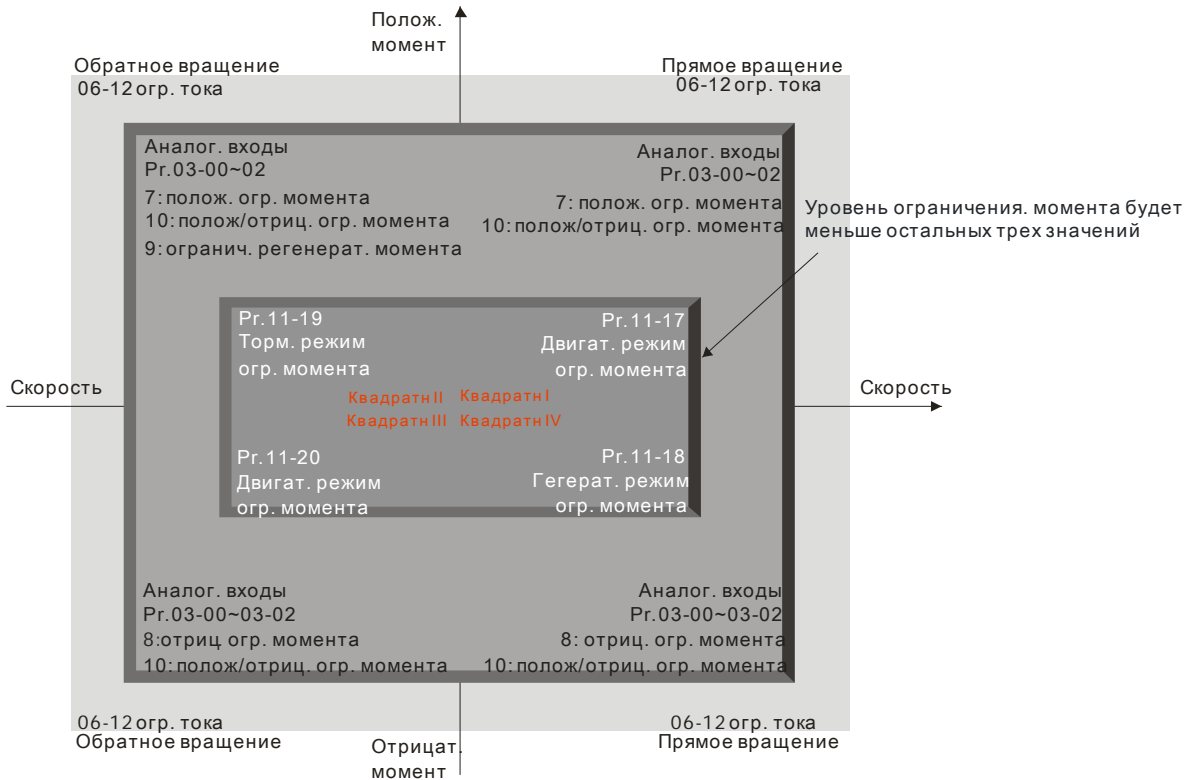 Полож.
момент
Обратное вращение
06-12 огр. тока
Прямое вращение
06-12 огр. тока
Аналог. входы
Pr.03-00~02
7: полож. огр. момента
10: полож/отриц. огр. момента
9: огранич. регенерат. момента
Аналог. входы
Pr.03-00~02
7: полож. огр. момента
10: полож/отриц. огр. момента
Уровень ограничения. момента будет
меньше остальных трех значений
Pr.11-19
Торм. режим
огр. момента
Pr.11-17
Двигат. режим
огр. момента
Скорость
Скорость
Квадратн II Квадратн I
Квадратн III Квадратн IV
Pr.11-20
Двигат. режим
огр. момента
Pr.11-18
Гегерат. режим
огр. момента
Аналог. входы
Pr.03-00~03-02
8:отриц. огр. момента
10: полож/отриц. огр. момента
Аналог. входы
Pr.03-00~03-02
8: отриц. огр. момента
10: полож/отриц. огр. момента
06-12 огр. тока
Обратное вращение
06-12 огр. тока
Прямое вращение
Отрицат.
момент